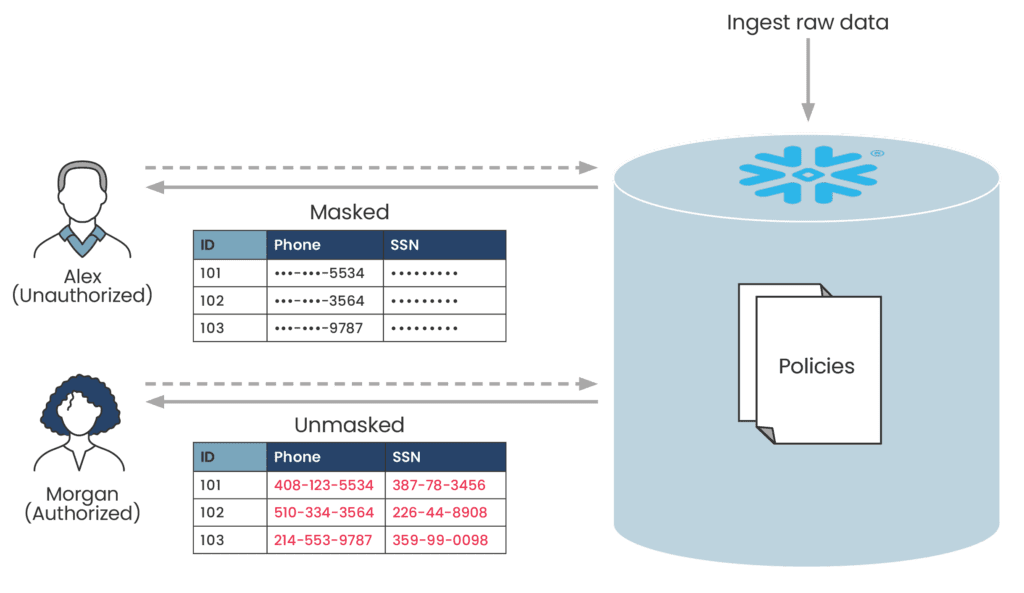 Ingest raw data
®
Masked
ID Phone SSN
101 •••-•••-5534 •••••••••
102 •••-•••-3564 •••••••••
103 •••-•••-9787 •••••••••
Alex
(Unauthorized)
Policies
Unmasked
ID Phone SSN
101 408-123-5534 387-78-3456
102 510-334-3564 226-44-8908
103 214-553-9787 359-99-0098
Morgan
(Authorized)